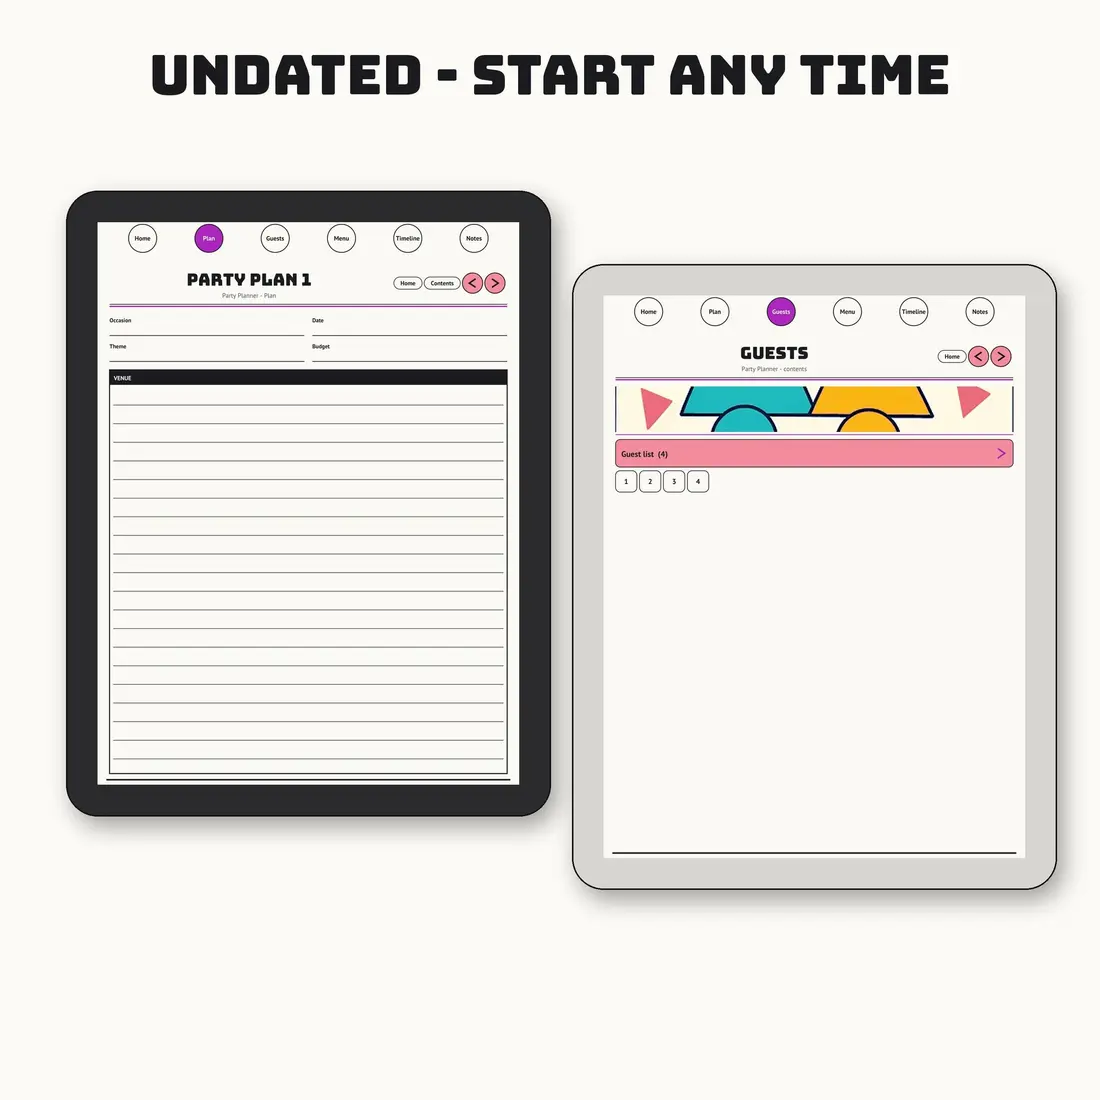 UNDATED - START ANY TIME
Home Plan Guests Menu Timeline Notes
PARTY PLAN 1
Party Planner - Plan
Home Contents < >
Occasion Date
Theme Budget
VENUE
Home Plan Guests Menu Timeline Notes
GUESTS
Party Planner - contents
Home < >
Guest list (4) >
1 2 3 4